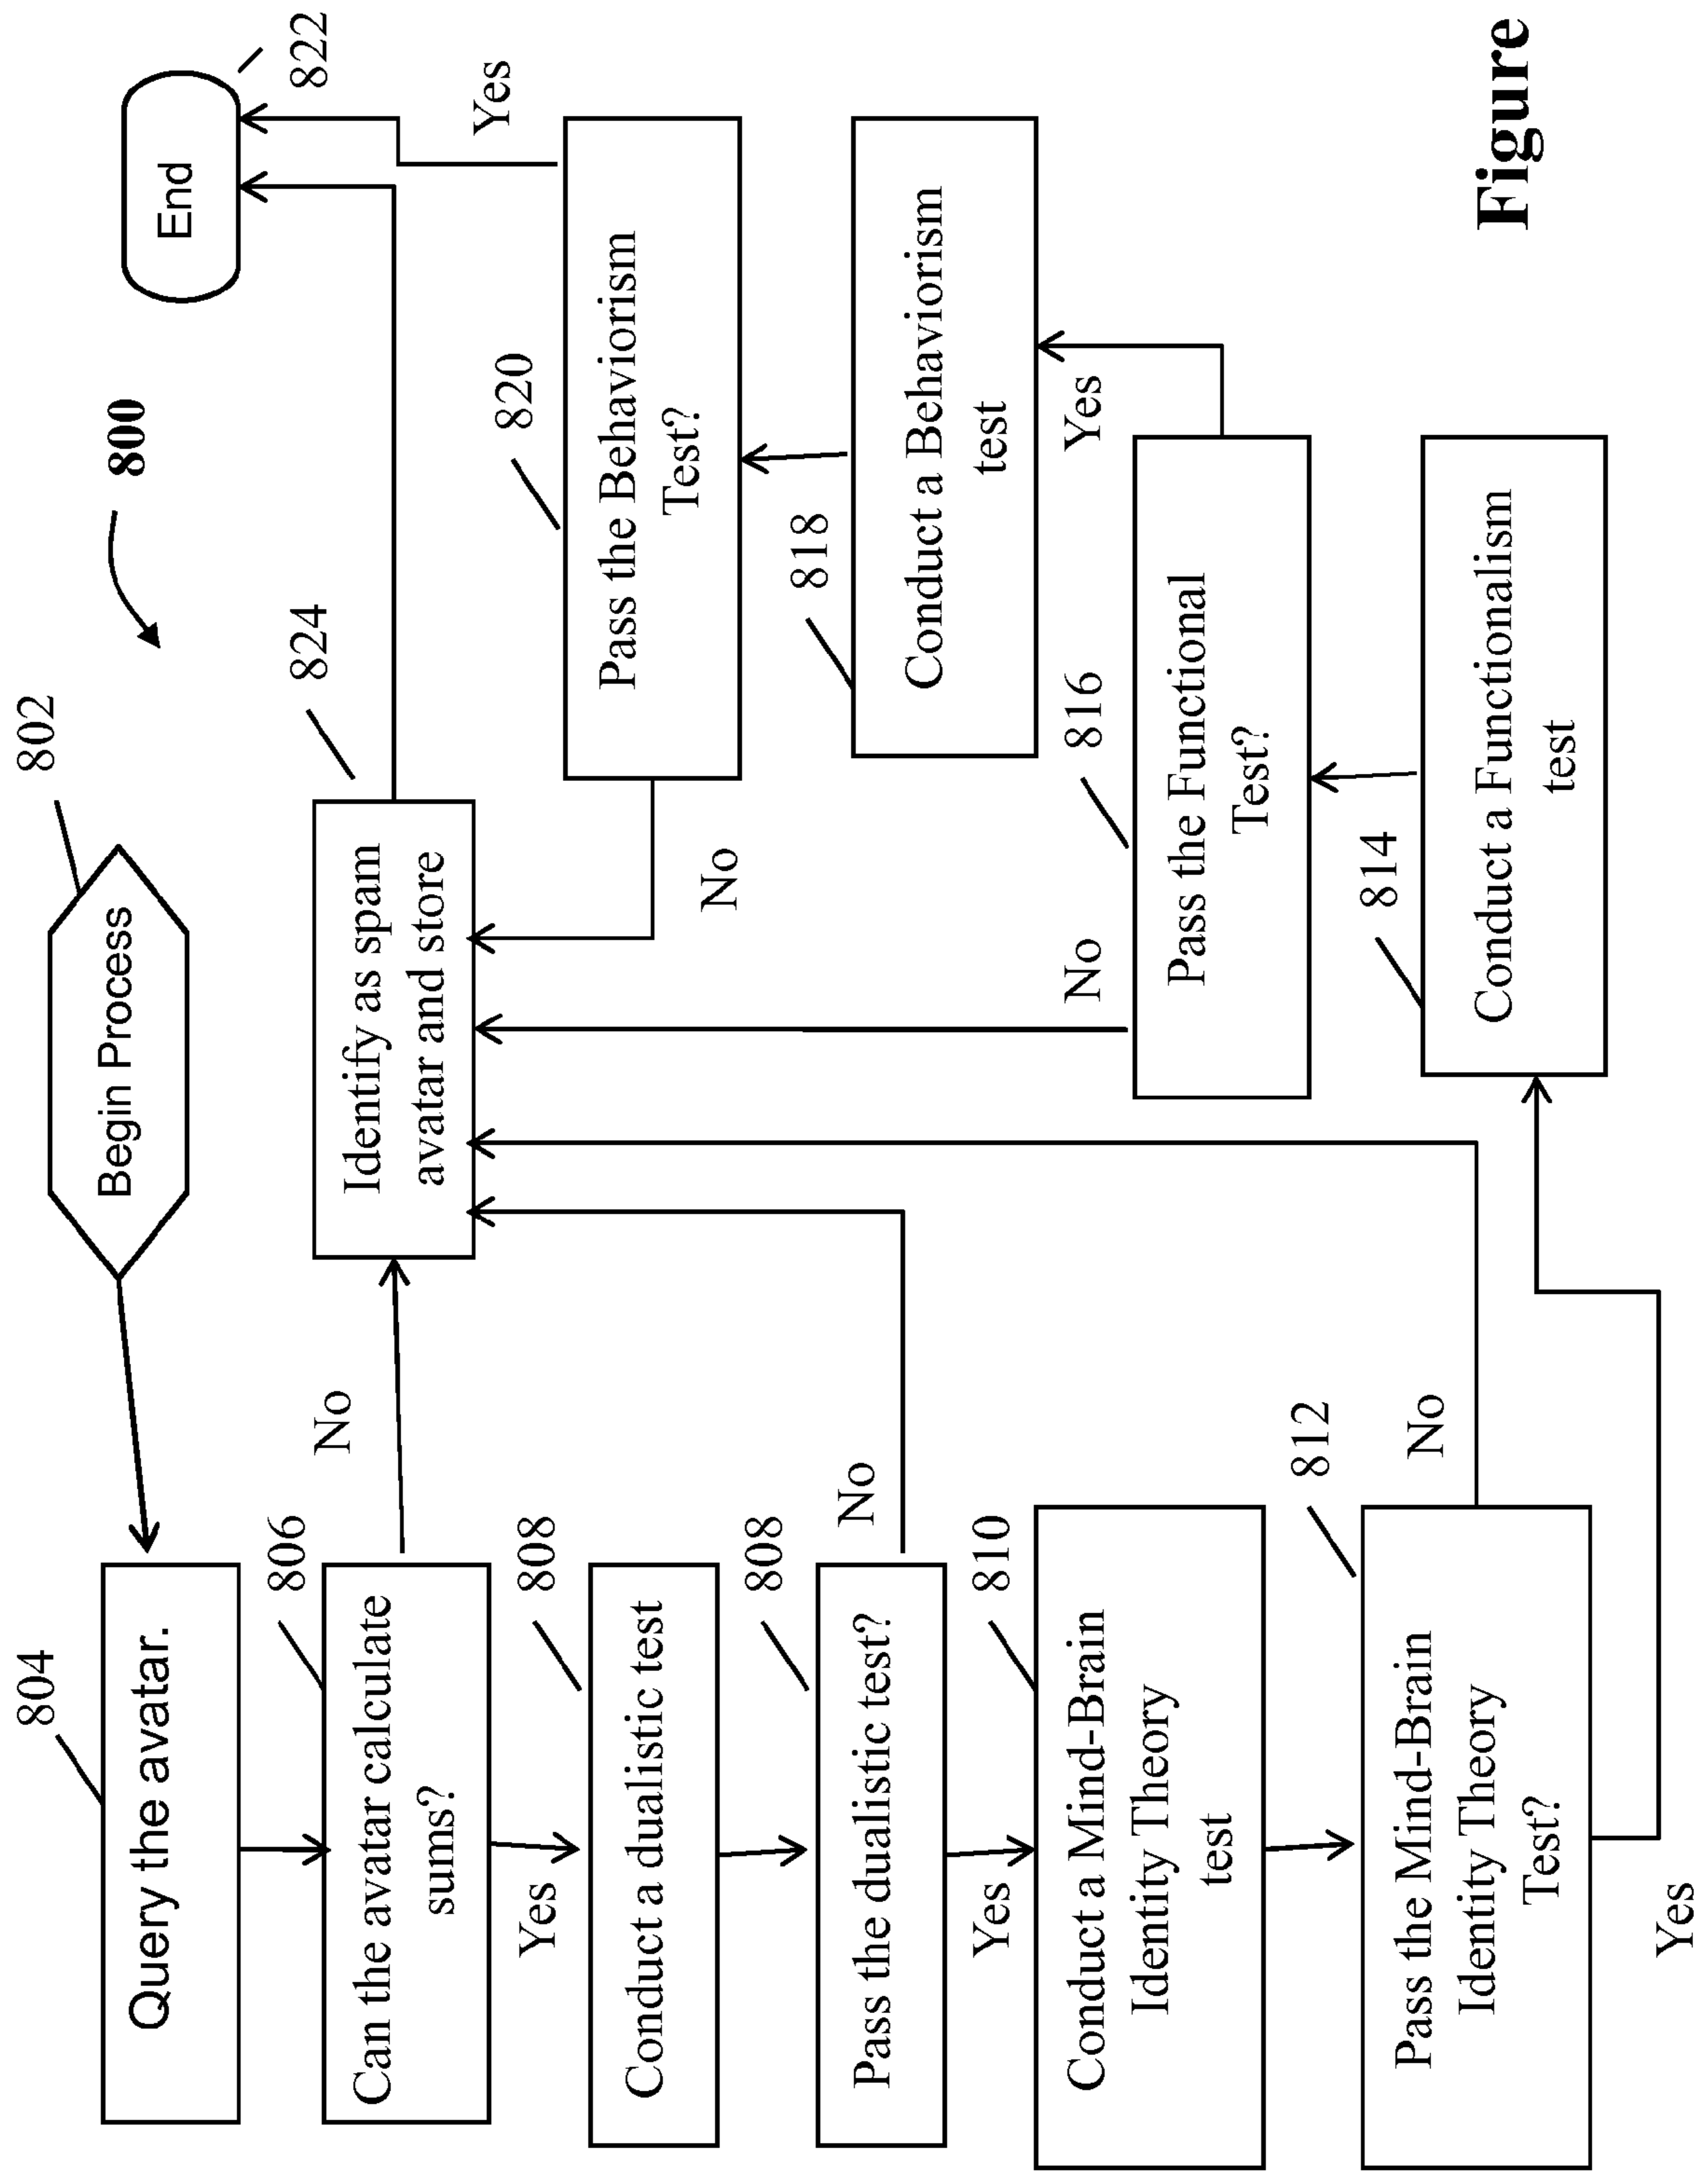 800
802
Begin Process
804
Query the avatar.
806
Can the avatar calculate
sums?
No
Yes
808
Conduct a dualistic test
808
Pass the dualistic test?
No
Yes
810
Conduct a Mind-Brain
Identity Theory
test
812
Pass the Mind-Brain
Identity Theory
Test?
No
Yes
814
Conduct a Functionalism
test
816
Pass the Functional
Test?
No
Yes
818
Conduct a Behaviorism
test
820
Pass the Behaviorism
Test?
No
Yes
824
Identify as spam
avatar and store
822
End
Figure